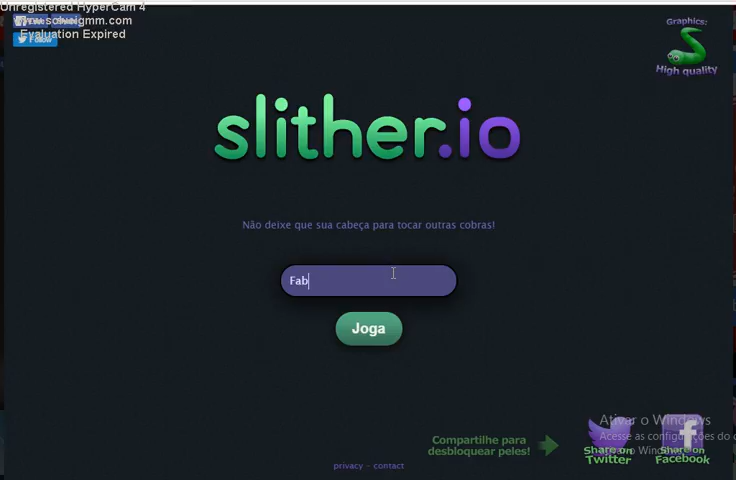 Unregistered HyperCam 4
www.solveigmm.com
Evaluation Expired
Follow
Graphics:
High quality
slither.io
Não deixe que sua cabeça para tocar outras cobras!
Fab
Joga
Compartilhe para
desbloquear peles!
Share on
Twitter
Share on
Facebook
Ativar o Windows
Acesse as configurações do c
o Windows
privacy - contact